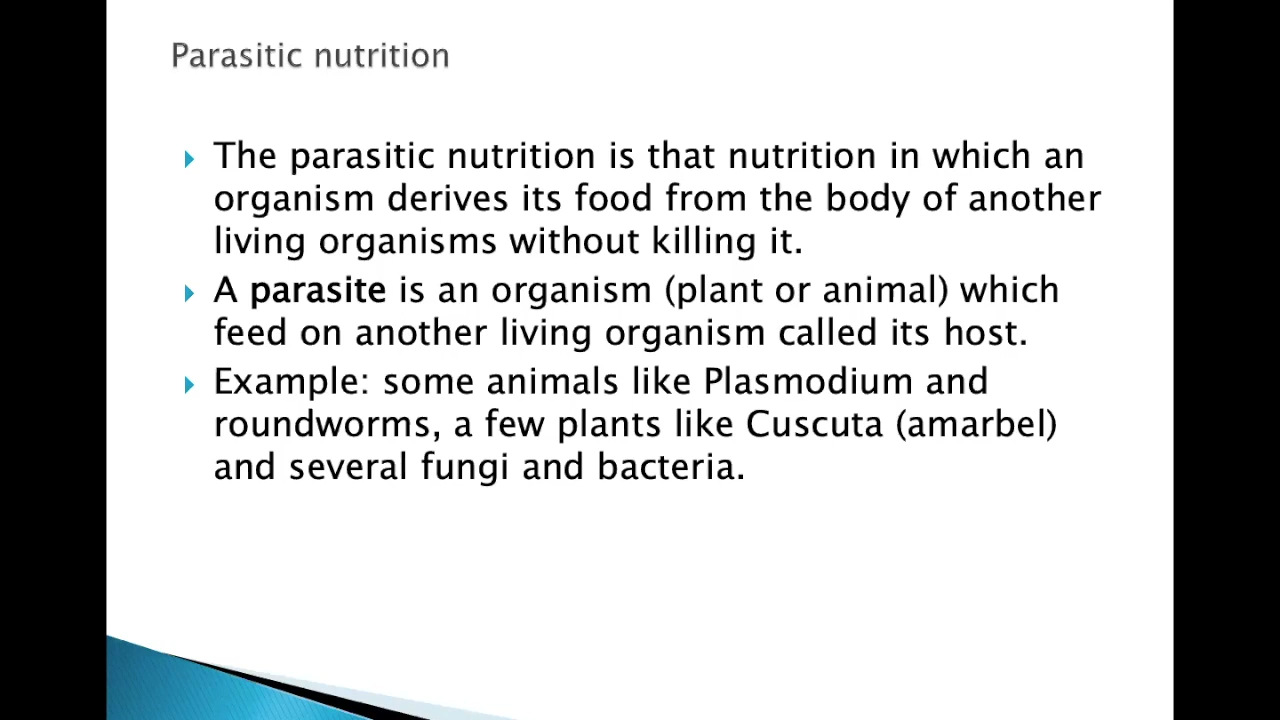 Parasitic nutrition
The parasitic nutrition is that nutrition in which an
organism derives its food from the body of another
living organisms without killing it.
A parasite is an organism (plant or animal) which
feed on another living organism called its host.
Example: some animals like Plasmodium and
roundworms, a few plants like Cuscuta (amarbel)
and several fungi and bacteria.